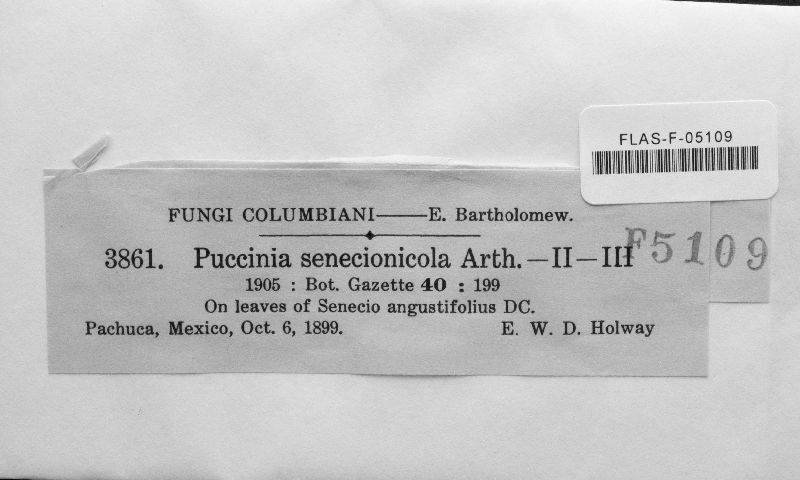 FLAS-F-05109
FUNGI COLUMBIANI——E. Bartholomew.
3861. Puccinia senecionicola Arth.—II—III
F5109
1905 : Bot. Gazette 40 : 199
On leaves of Senecio angustifolius DC.
Pachuca, Mexico, Oct. 6, 1899. E. W. D. Holway